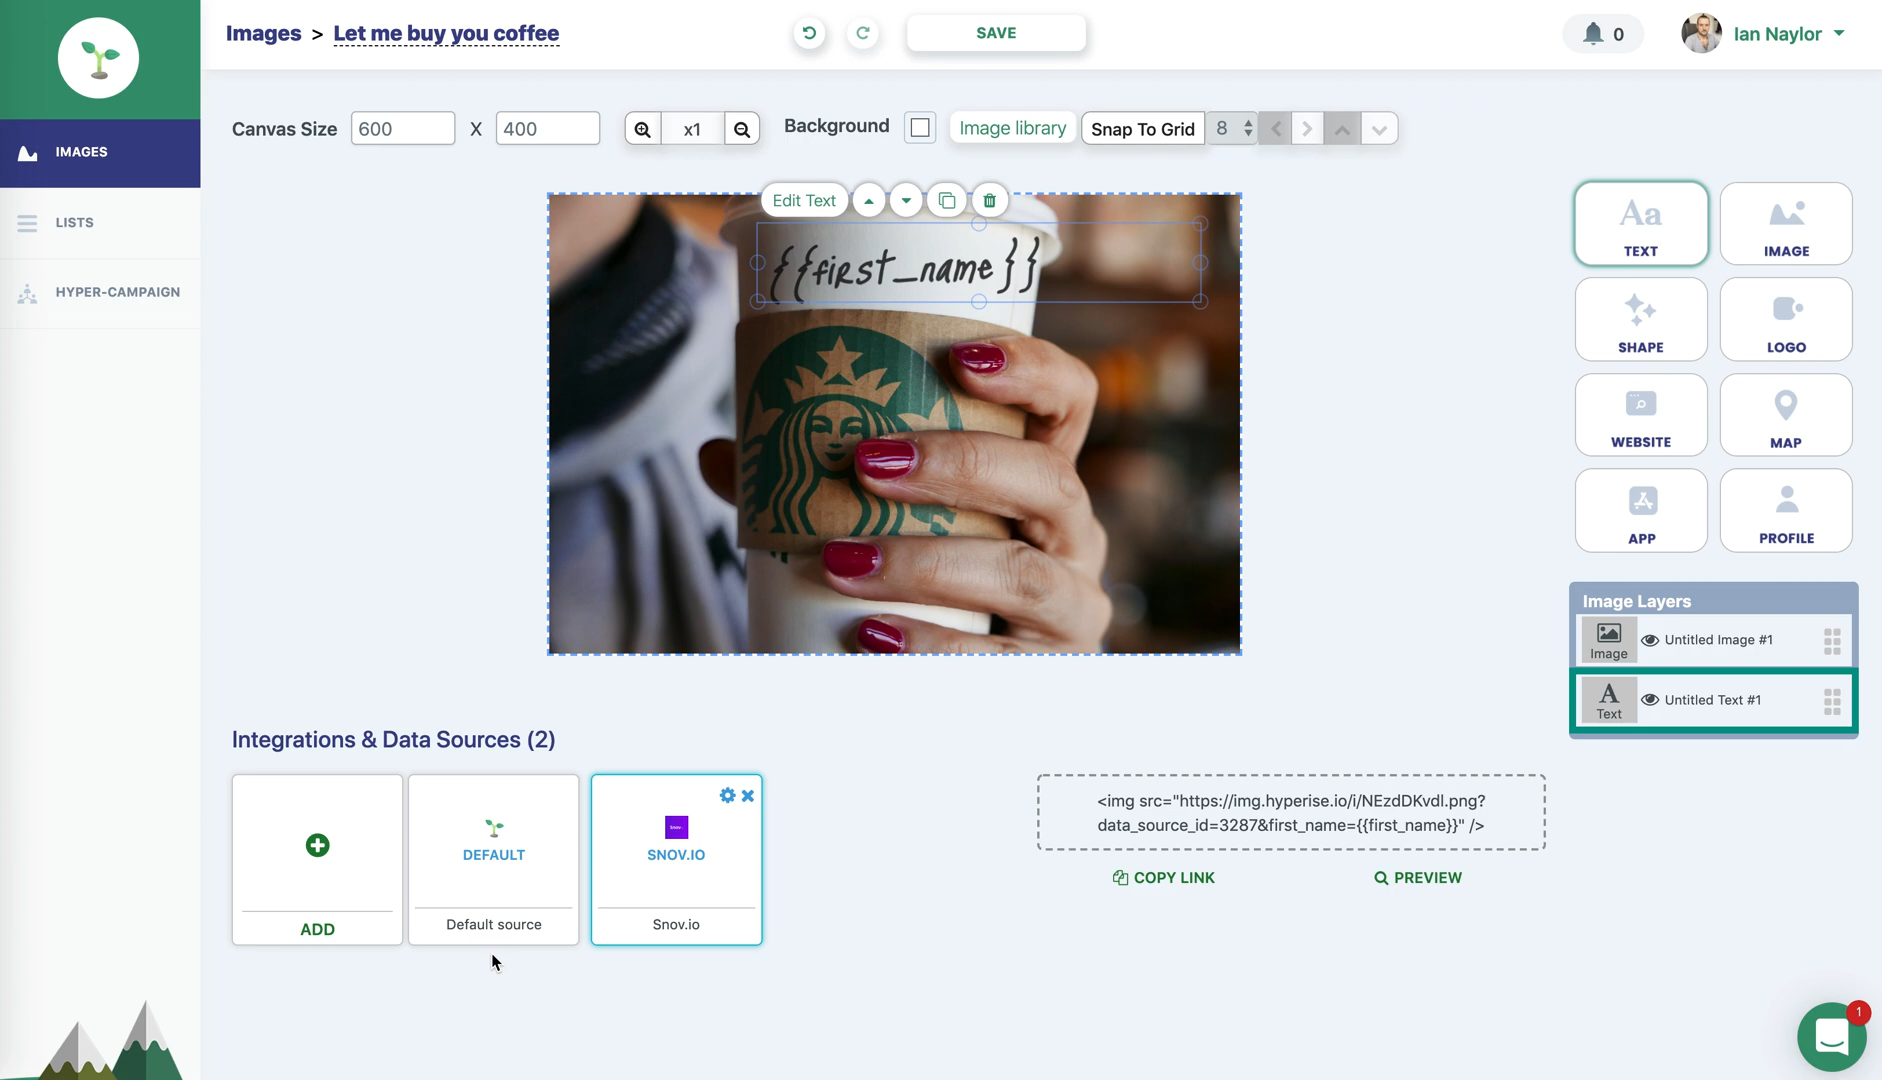 Images > Let me buy you coffee
SAVE
0
Ian Naylor
IMAGES
LISTS
HYPER-CAMPAIGN
Canvas Size 600 X 400
x1
Background
Image library
Snap To Grid
8
Edit Text
{{first_name}}
Aa
TEXT
IMAGE
SHAPE
LOGO
WEBSITE
MAP
APP
PROFILE
Image Layers
Image
Untitled Image #1
A
Text
Untitled Text #1
Integrations & Data Sources (2)
ADD
DEFAULT
Default source
SNOV.IO
Snov.io
<img src="https://img.hyperise.io/i/NEzdDKvdl.png?
data_source_id=3287&first_name={{first_name}}" />
COPY LINK
PREVIEW
1